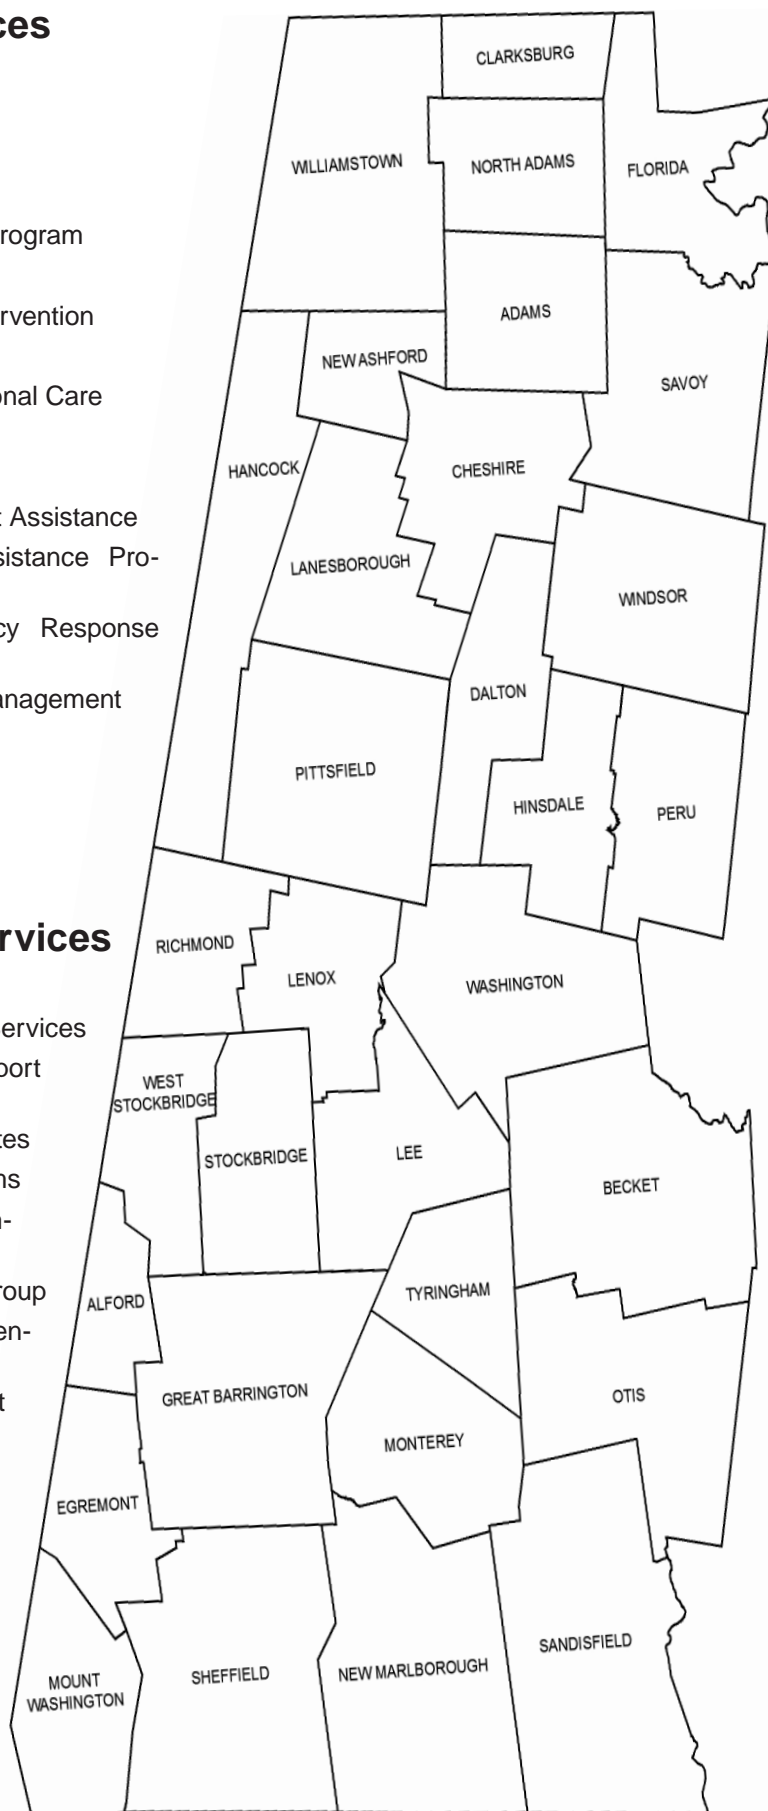 ces
rogram
rvention
onal Care
t Assistance
sistance Pro-
cy Response
anagement
rvices
ervices
port
tes
ns
n-
roup
en-
t
CLARKSBURG
WILLIAMSTOWN
NORTH ADAMS
FLORIDA
ADAMS
NEW ASHFORD
SAVOY
HANCOCK
CHESHIRE
LANESBOROUGH
WINDSOR
DALTON
PITTSFIELD
HINSDALE
PERU
RICHMOND
LENOX
WASHINGTON
WEST
STOCKBRIDGE
STOCKBRIDGE
LEE
BECKET
TYRINGHAM
ALFORD
GREAT BARRINGTON
OTIS
MONTEREY
EGREMONT
SANDISFIELD
MOUNT
WASHINGTON
SHEFFIELD
NEW MARLBOROUGH